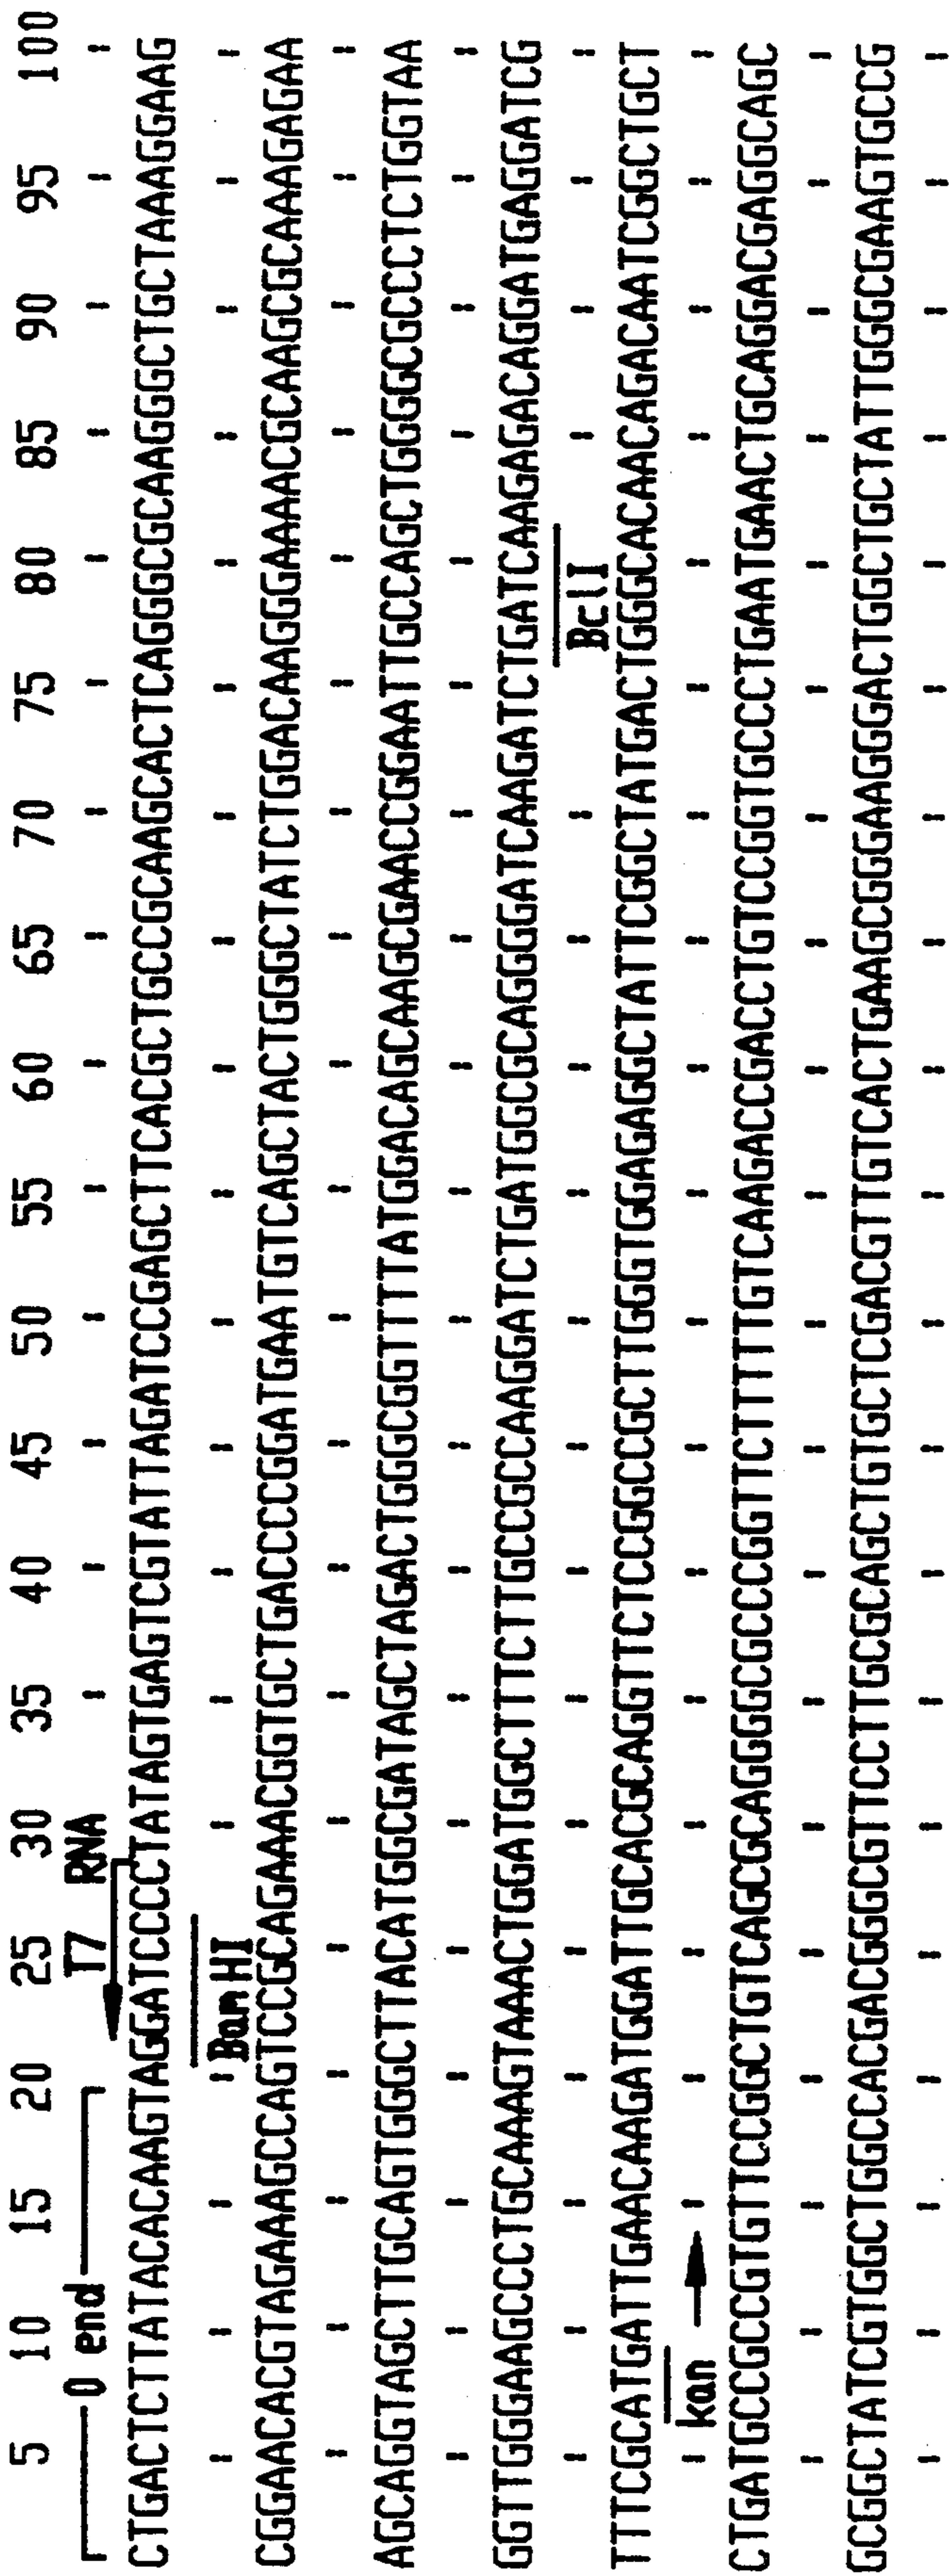 5 10 15 20 25 30 35 40 45 50 55 60 65 70 75 80 85 90 95 100
O end T7 RNA
CTGACTCTTATACACAAGTAGGATCCCCTATAGTGAGTCGTATTAGATCCGAGCTTCACGCTGCCGCAAGCACTCAGGGCGCAAGGGCTGCTAAAGGAAG
BamHI
CGGAACACGTAGAAAGCCAGTCCGCAGAAACGGTGCTGACCCCGGATGAATGTCAGCTACTGGGCTATCTGGACAAGGGAAAACGCAAGCGCAAAGAGAA
AGCAGGTAGCTTGCAGTGGGCTTACATGGCGATAGCTAGACTGGGCGGTTTTATGGACAGCAAGCGAACCGGAATTGCCAGCTGGGGCGCCCTCTGGTAA
GGTTGGGAAGCCCTGCAAAGTAAACTGGATGGCTTTCTTGCCGCCAAGGATCTGATGGCGCAGGGGATCAAGATCTGATCAAGAGACAGGATGAGGATCG
BclI
TTTCGCATGATTGAACAAGATGGATTGCACGCAGGTTCTCCGGCCGCTTGGGTGGAGAGGCTATTCGGCTATGACTGGGCACAACAGACAATCGGCTGCT
kan
CTGATGCCGCCGTGTTCCGGCTGTCAGCGCAGGGGCGCCCGGTTCTTTTTGTCAAGACCGACCTGTCCGGTGCCCTGAATGAACTGCAGGACGAGGCAGC
GCGGCTATCGTGGCTGGCCACGACGGGCGTTCCTTGCGCAGCTGTGCTCGACGTTGTCACTGAAGCGGGAAGGGACTGGCTGCTATTGGGCGAAGTGCCG